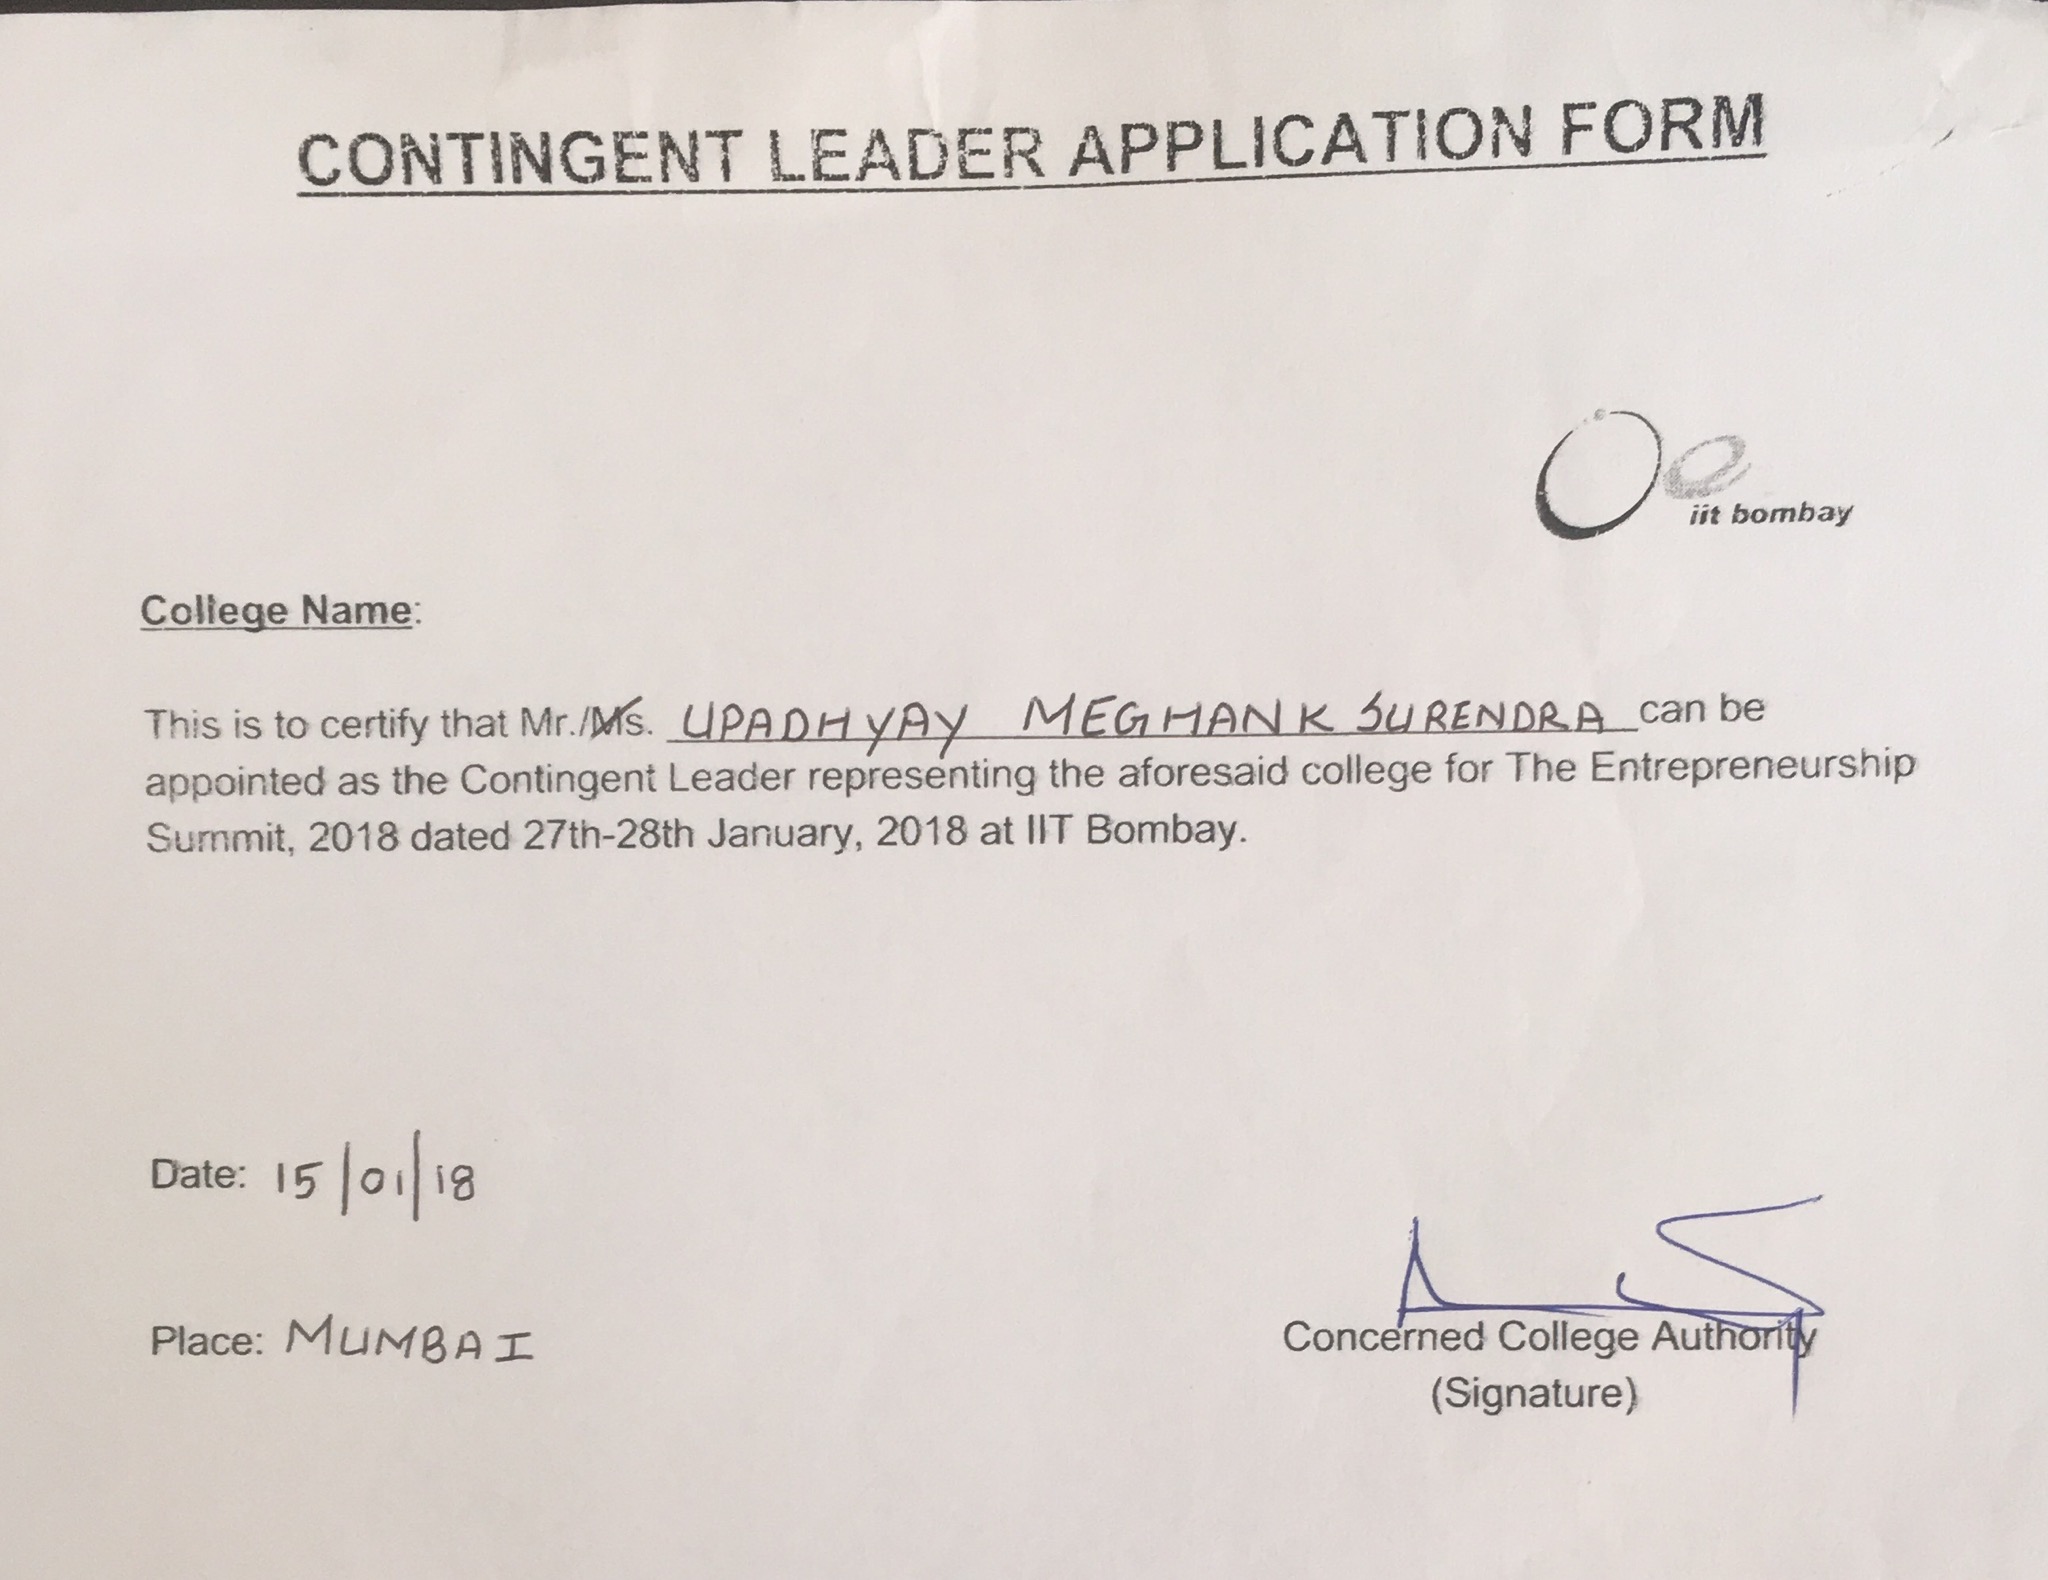 CONTINGENT LEADER APPLICATION FORM
iit bombay
College Name:
This is to certify that Mr./Ms. UPADHYAY MEGHANK SURENDRA can be
appointed as the Contingent Leader representing the aforesaid college for The Entrepreneurship
Summit, 2018 dated 27th-28th January, 2018 at IIT Bombay.
Date: 15/01/18
Place: MUMBAI
Concerned College Authority
(Signature)